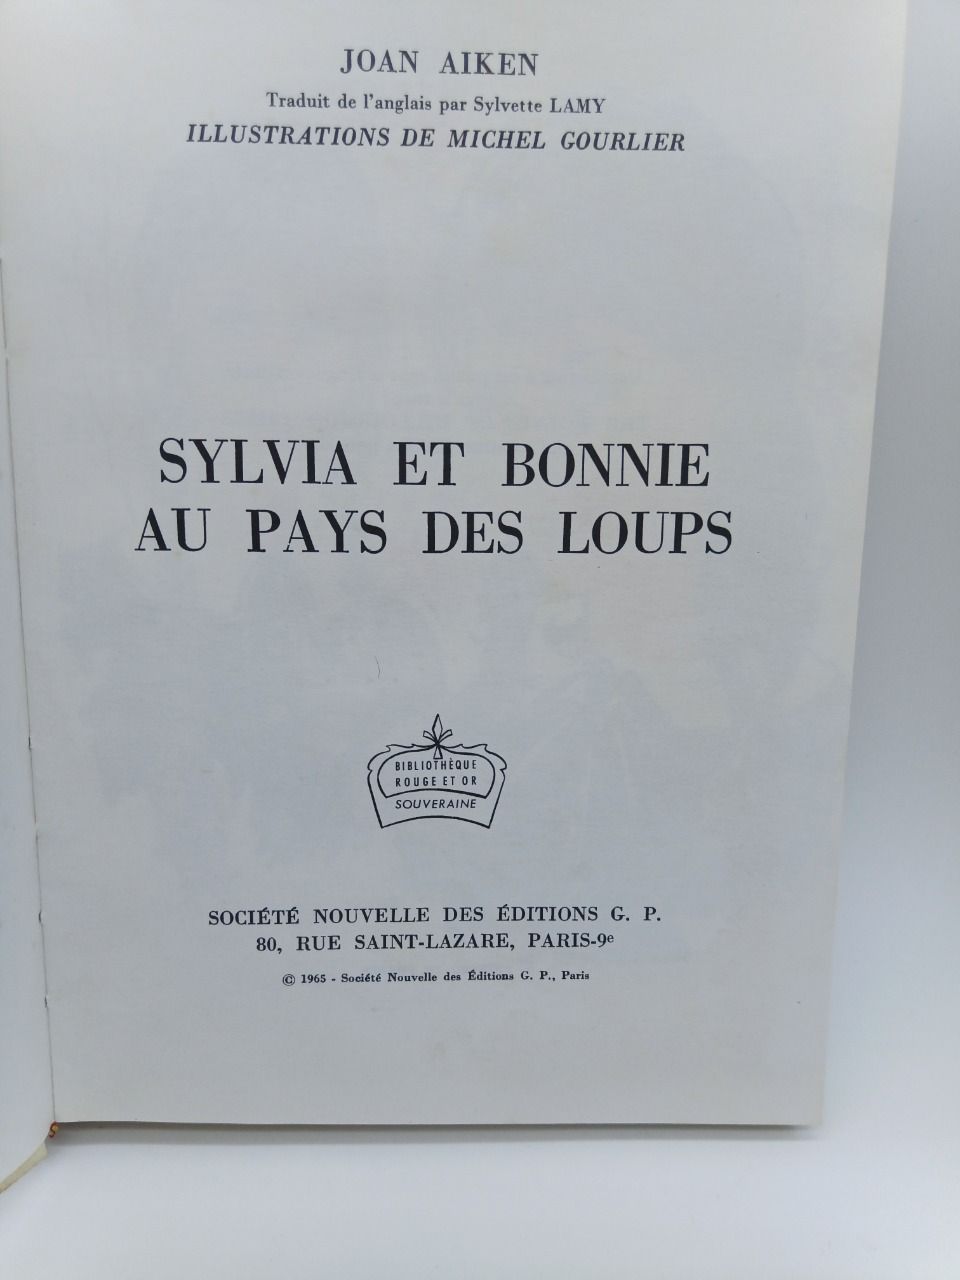 JOAN AIKEN
Traduit de l'anglais par Sylvette LAMY
ILLUSTRATIONS DE MICHEL GOURLIER
SYLVIA ET BONNIE
AU PAYS DES LOUPS
BIBLIOTHÈQUE
ROUGE ET OR
SOUVERAINE
SOCIÉTÉ NOUVELLE DES ÉDITIONS G. P.
80, RUE SAINT-LAZARE, PARIS-9e
© 1965 - Société Nouvelle des Éditions G. P., Paris